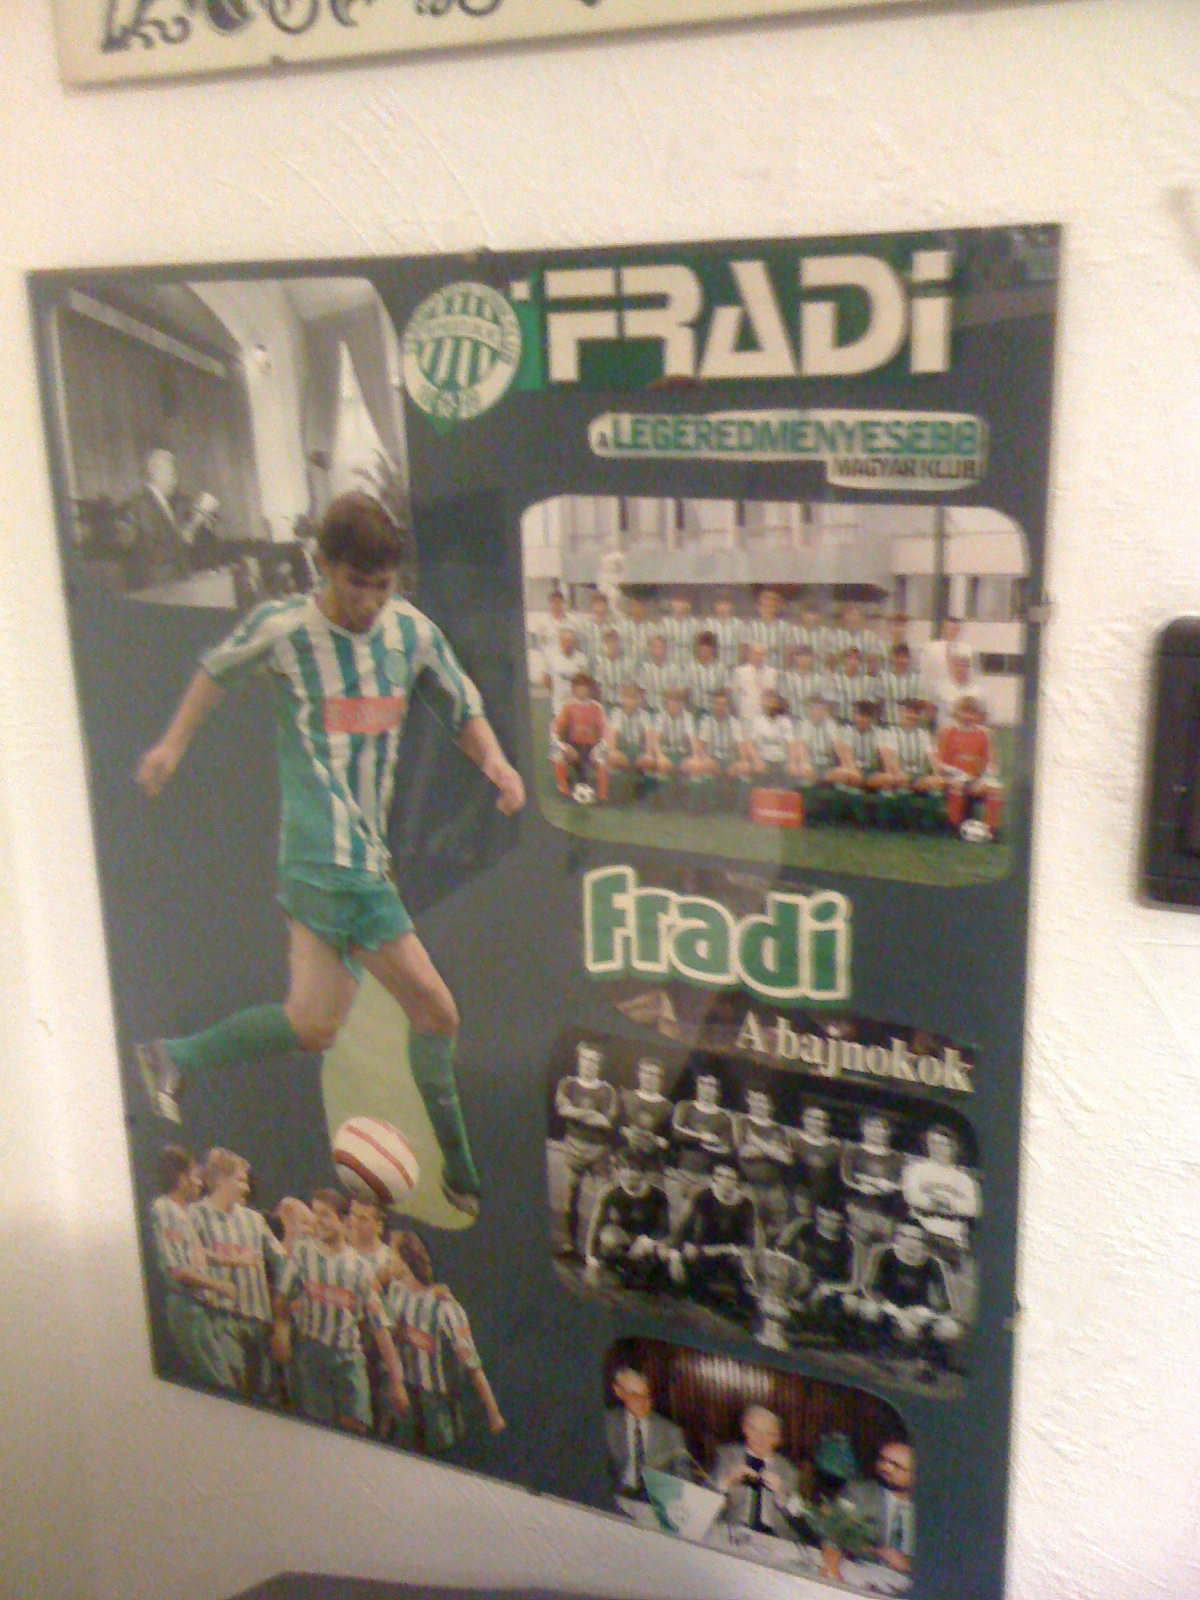 FRADi
A LEGEREDMÉNYESEBB
MAGYAR KLUB
Fradi
A bajnokok